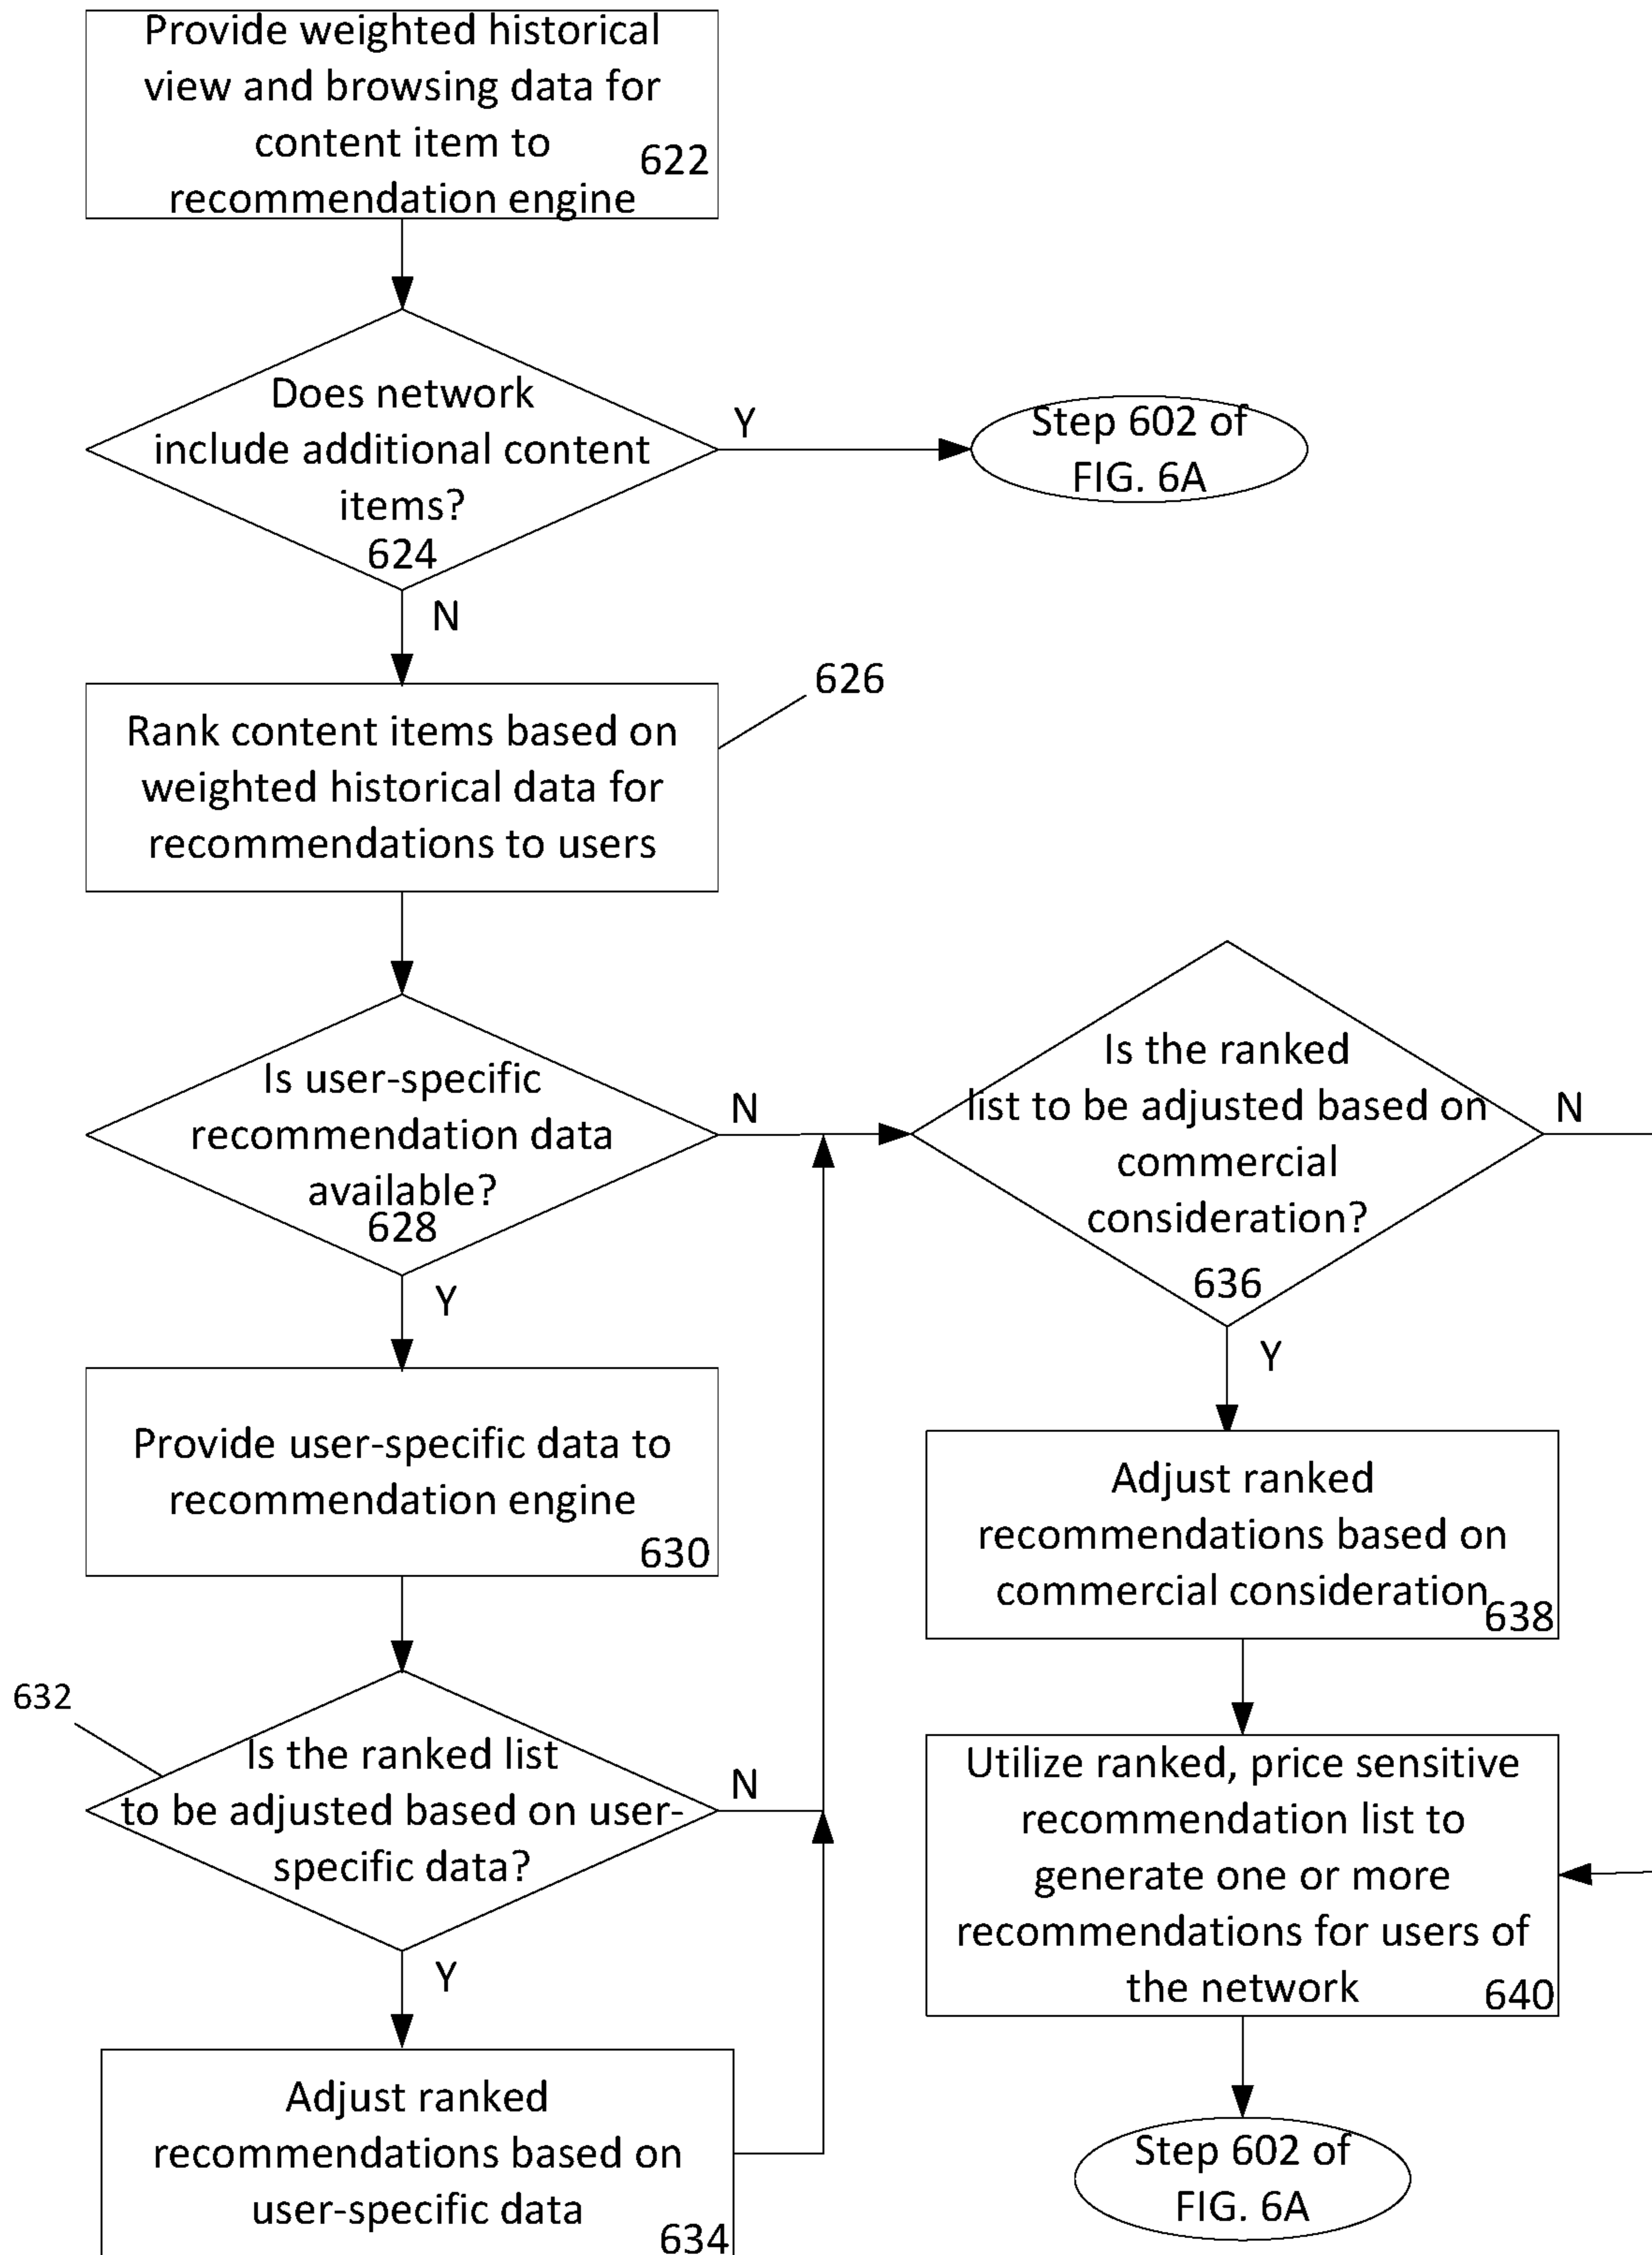 Provide weighted historical
view and browsing data for
content item to
recommendation engine
622
Does network
include additional content
items?
624
Y
Step 602 of
FIG. 6A
N
626
Rank content items based on
weighted historical data for
recommendations to users
Is user-specific
recommendation data
available?
628
N
Y
Provide user-specific data to
recommendation engine
630
632
Is the ranked list
to be adjusted based on user-
specific data?
N
Y
Adjust ranked
recommendations based on
user-specific data
634
Is the ranked
list to be adjusted based on
commercial
consideration?
636
N
Y
Adjust ranked
recommendations based on
commercial consideration
638
Utilize ranked, price sensitive
recommendation list to
generate one or more
recommendations for users of
the network
640
Step 602 of
FIG. 6A